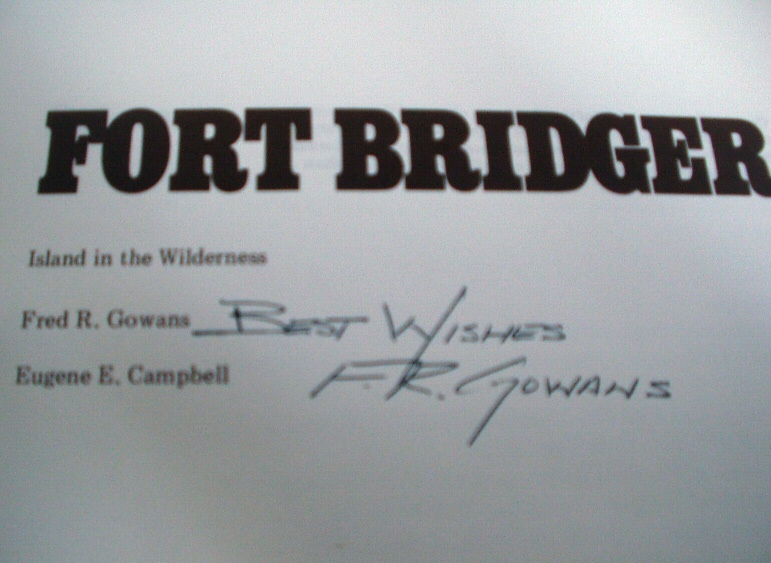 FORT BRIDGER
Island in the Wilderness
Fred R. Gowans BEST WISHES
Eugene E. Campbell F.R. GOWANS